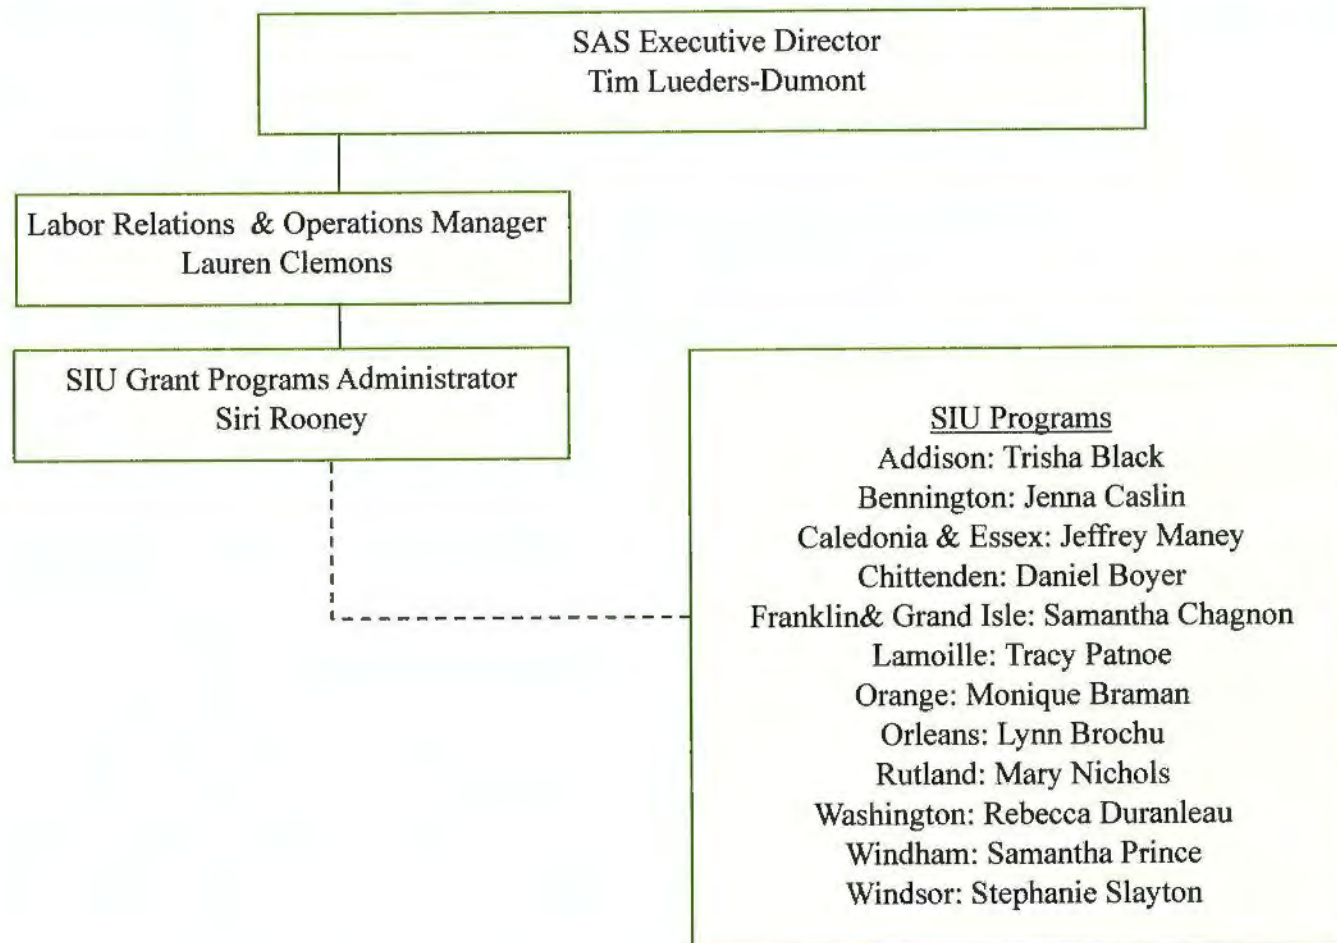 SAS Executive Director
Tim Lueders-Dumont
Labor Relations & Operations Manager
Lauren Clemons
SIU Grant Programs Administrator
Siri Rooney
SIU Programs
Addison: Trisha Black
Bennington: Jenna Caslin
Caledonia & Essex: Jeffrey Maney
Chittenden: Daniel Boyer
Franklin& Grand Isle: Samantha Chagnon
Lamoille: Tracy Patnoe
Orange: Monique Braman
Orleans: Lynn Brochu
Rutland: Mary Nichols
Washington: Rebecca Duranleau
Windham: Samantha Prince
Windsor: Stephanie Slayton